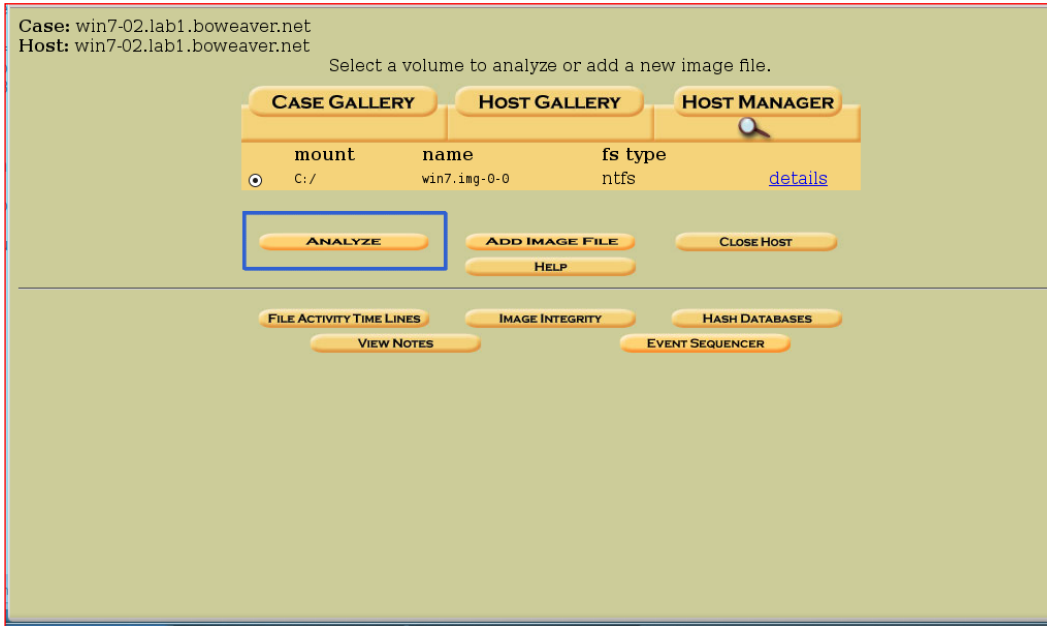 Case: win7-02.lab1.boweaver.net
Host: win7-02.lab1.boweaver.net
Select a volume to analyze or add a new image file.
CASE GALLERY HOST GALLERY HOST MANAGER
mount name fs type
C:/ win7.img-0-0 ntfs details
ANALYZE ADD IMAGE FILE CLOSE HOST
HELP
FILE ACTIVITY TIME LINES IMAGE INTEGRITY HASH DATABASES
VIEW NOTES EVENT SEQUENCER